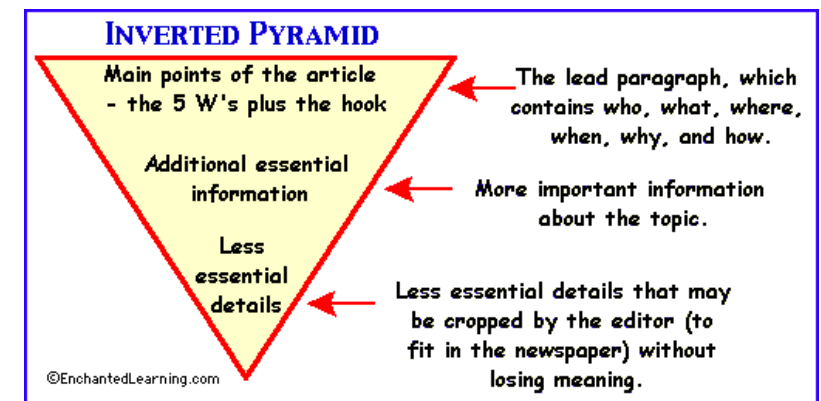 INVERTED PYRAMID
Main points of the article
- the 5 W's plus the hook
The lead paragraph, which
contains who, what, where,
when, why, and how.
Additional essential
information
More important information
about the topic.
Less
essential
details
Less essential details that may
be cropped by the editor (to
fit in the newspaper) without
losing meaning.
©EnchantedLearning.com